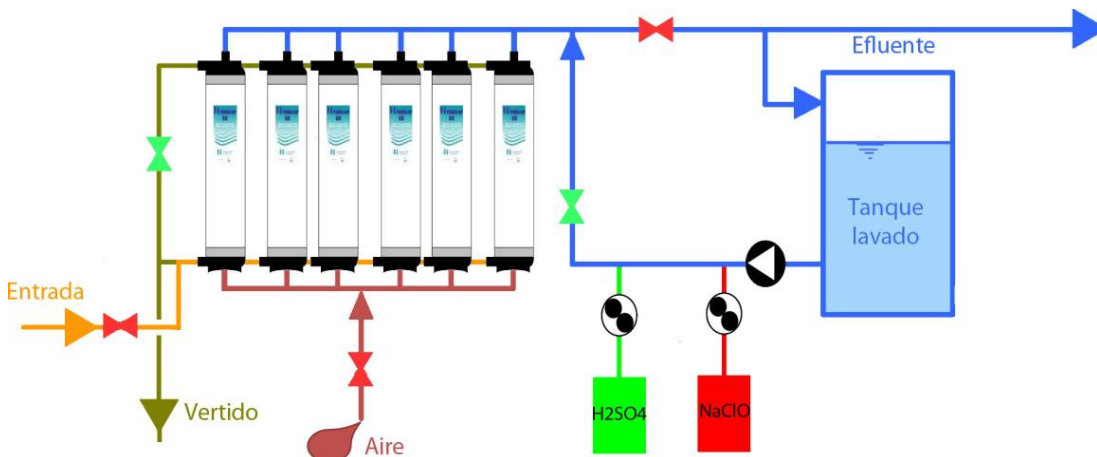 Efluente
Tanque
lavado
Entrada
Vertido
Aire
H2SO4
NaClO